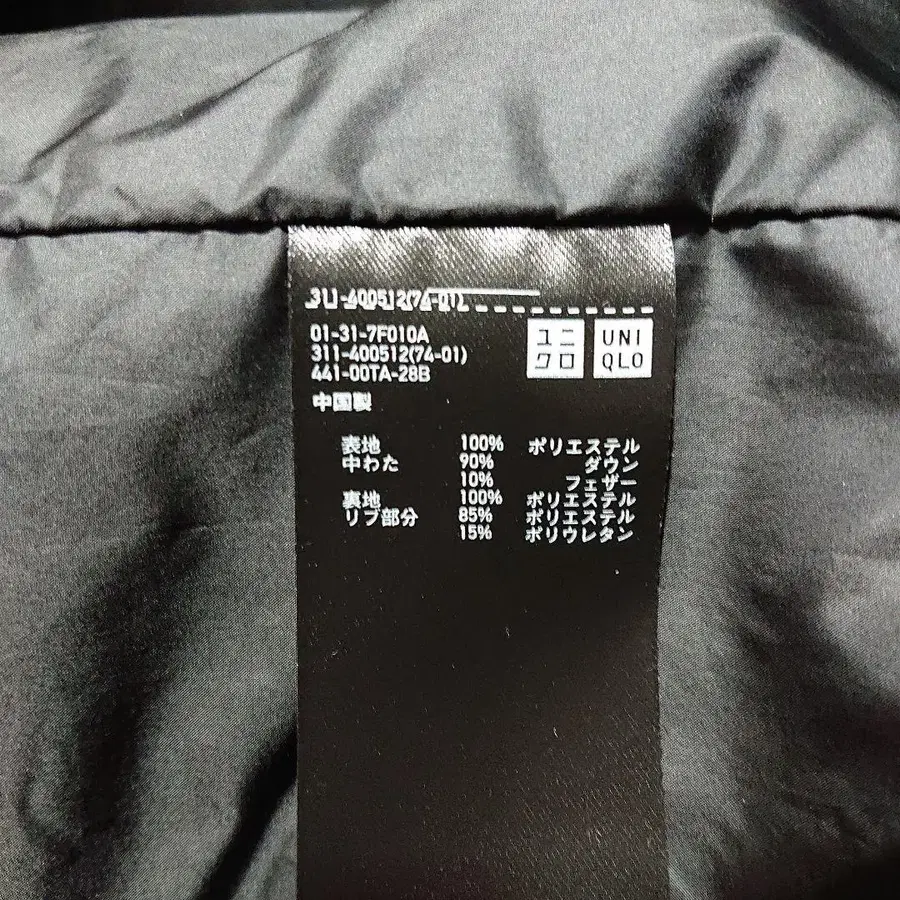 311-400512(74-01)
01-31-7F010A
311-400512(74-01)
441-00TA-28B
中国製
ユニ
クロ
UNI
QLO
表地 100% ポリエステル
中わた 90% ダウン
10% フェザー
裏地 100% ポリエステル
リブ部分 85% ポリエステル
15% ポリウレタン